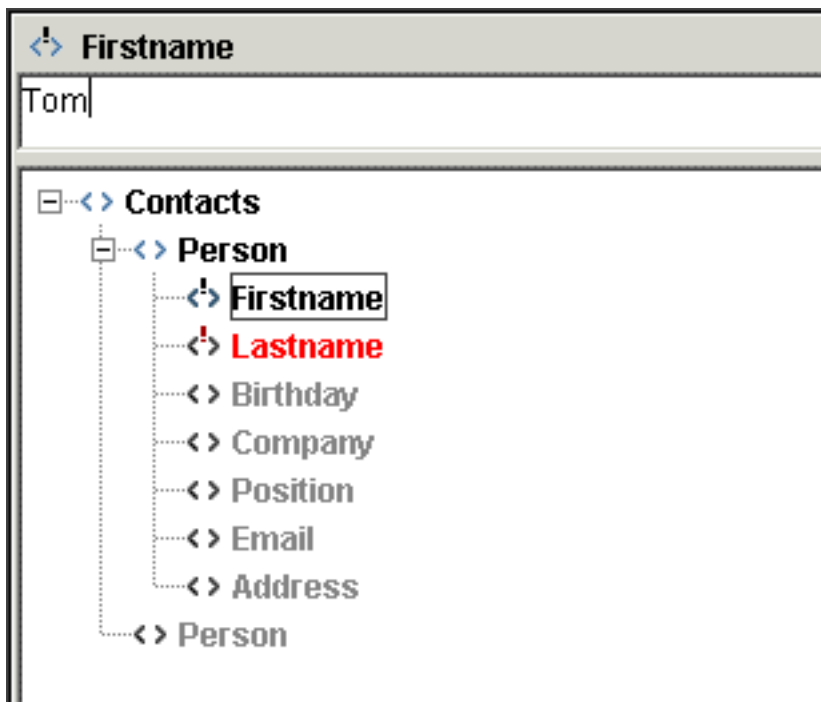 Firstname
Tom
Contacts
Person
Firstname
Lastname
Birthday
Company
Position
Email
Address
Person